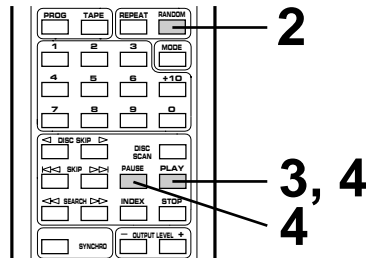 PROG TAPE REPEAT RANDOM
2
1 2 3 MODE
4 5 6 +10
7 8 9 0
◁ DISC SKIP ▷ DISC SCAN
|◁◁ SKIP ▷▷| PAUSE PLAY
3, 4
◁◁ SEARCH ▷▷ INDEX STOP
4
SYNCHRO − OUTPUT LEVEL +